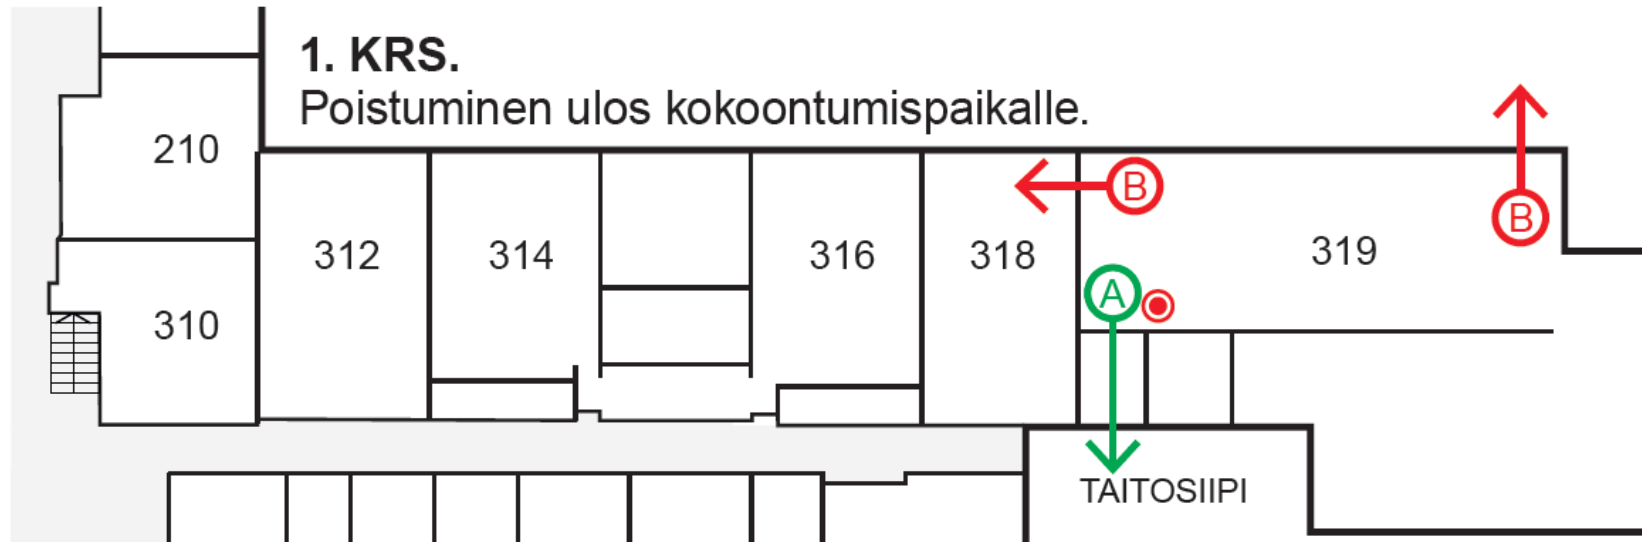 1. KRS.
Poistuminen ulos kokoontumispaikalle.
210
B
B
312
314
316
318
319
A
310
TAITOSIIPI